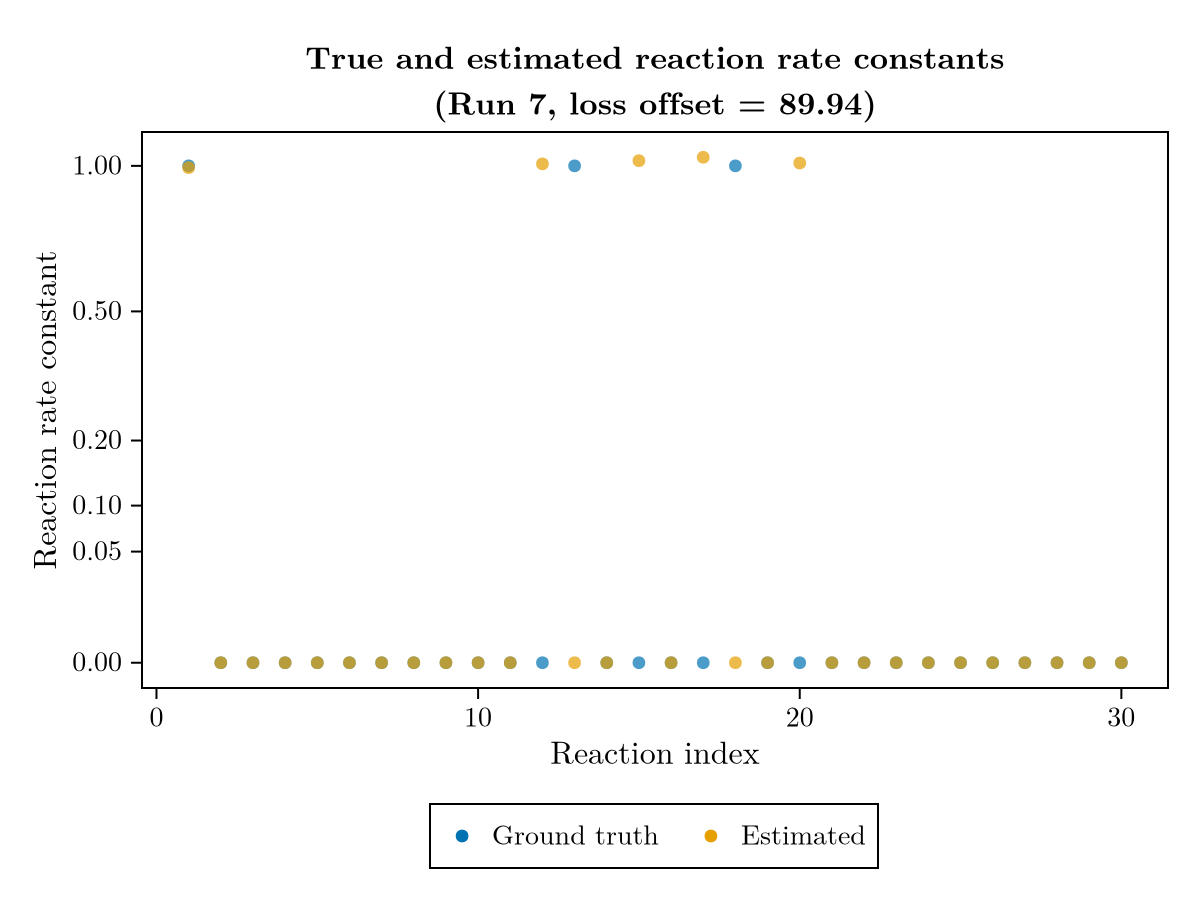 True and estimated reaction rate constants
(Run 7, loss offset = 89.94)
Reaction rate constant
1.00
0.50
0.20
0.10
0.05
0.00
0 10 20 30
Reaction index
Ground truth Estimated